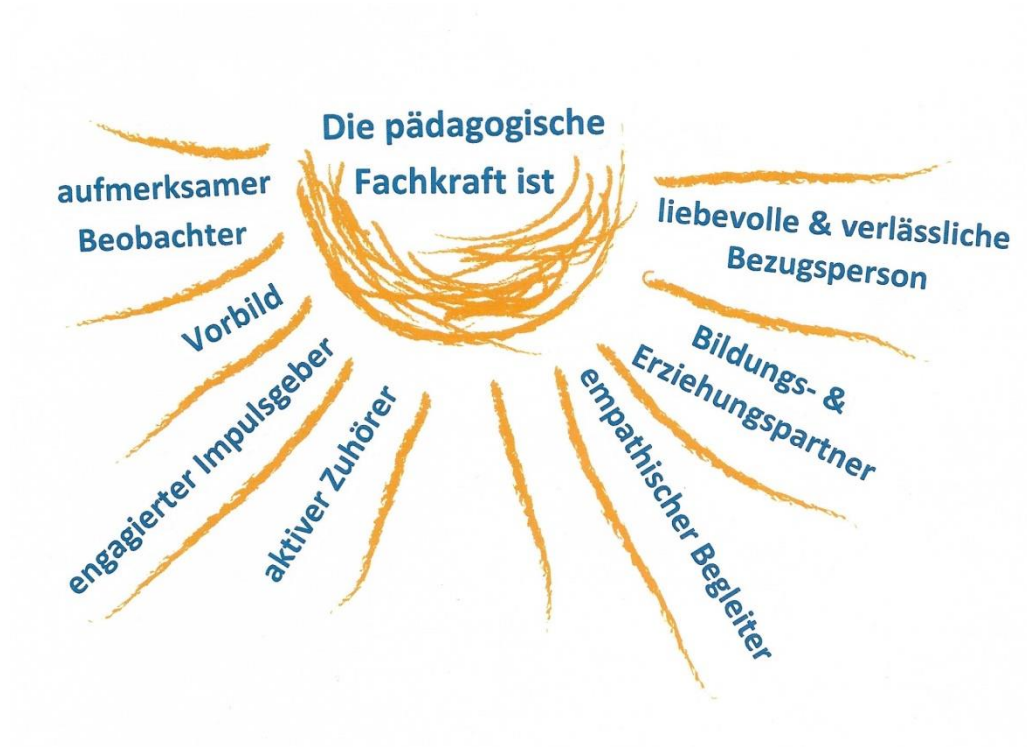 Die pädagogische
Fachkraft ist
aufmerksamer
Beobachter
Vorbild
engagierter Impulsgeber
aktiver Zuhörer
empathischer Begleiter
Bildungs- &
Erziehungspartner
liebevolle & verlässliche
Bezugsperson